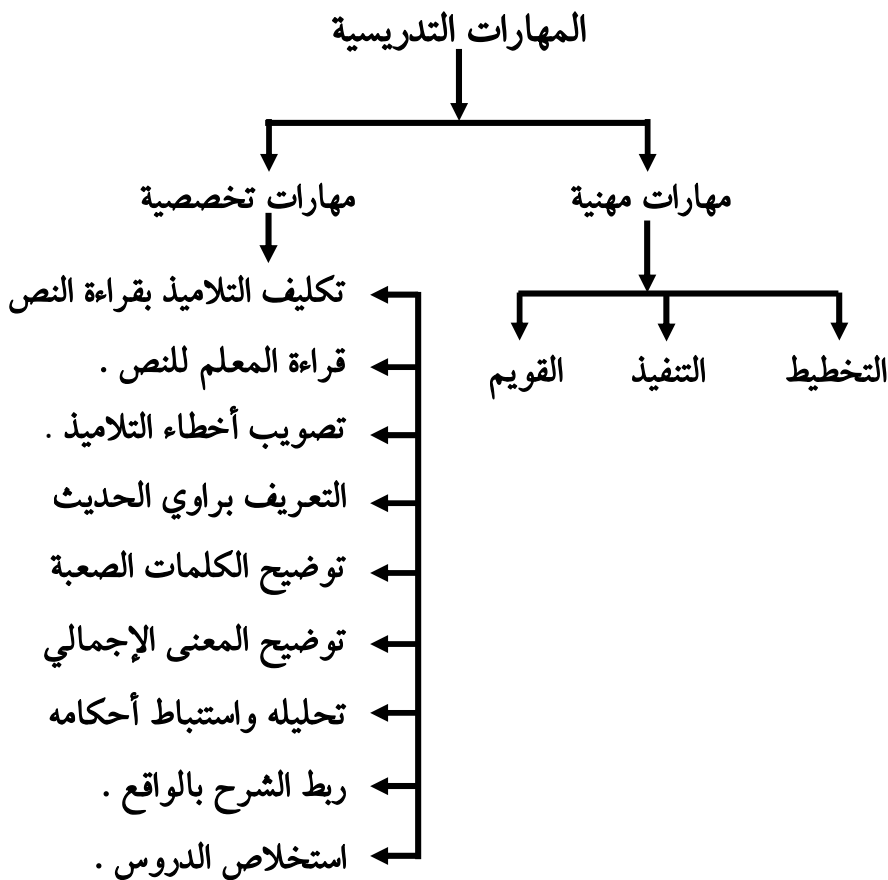 المهارات التدريسية
مهارات مهنية
مهارات تخصصية
التخطيط
التنفيذ
القويم
تكليف التلاميذ بقراءة النص
قراءة المعلم للنص .
تصويب أخطاء التلاميذ .
التعريف براوي الحديث
توضيح الكلمات الصعبة
توضيح المعنى الإجمالي
تحليله واستنباط أحكامه
ربط الشرح بالواقع .
استخلاص الدروس .